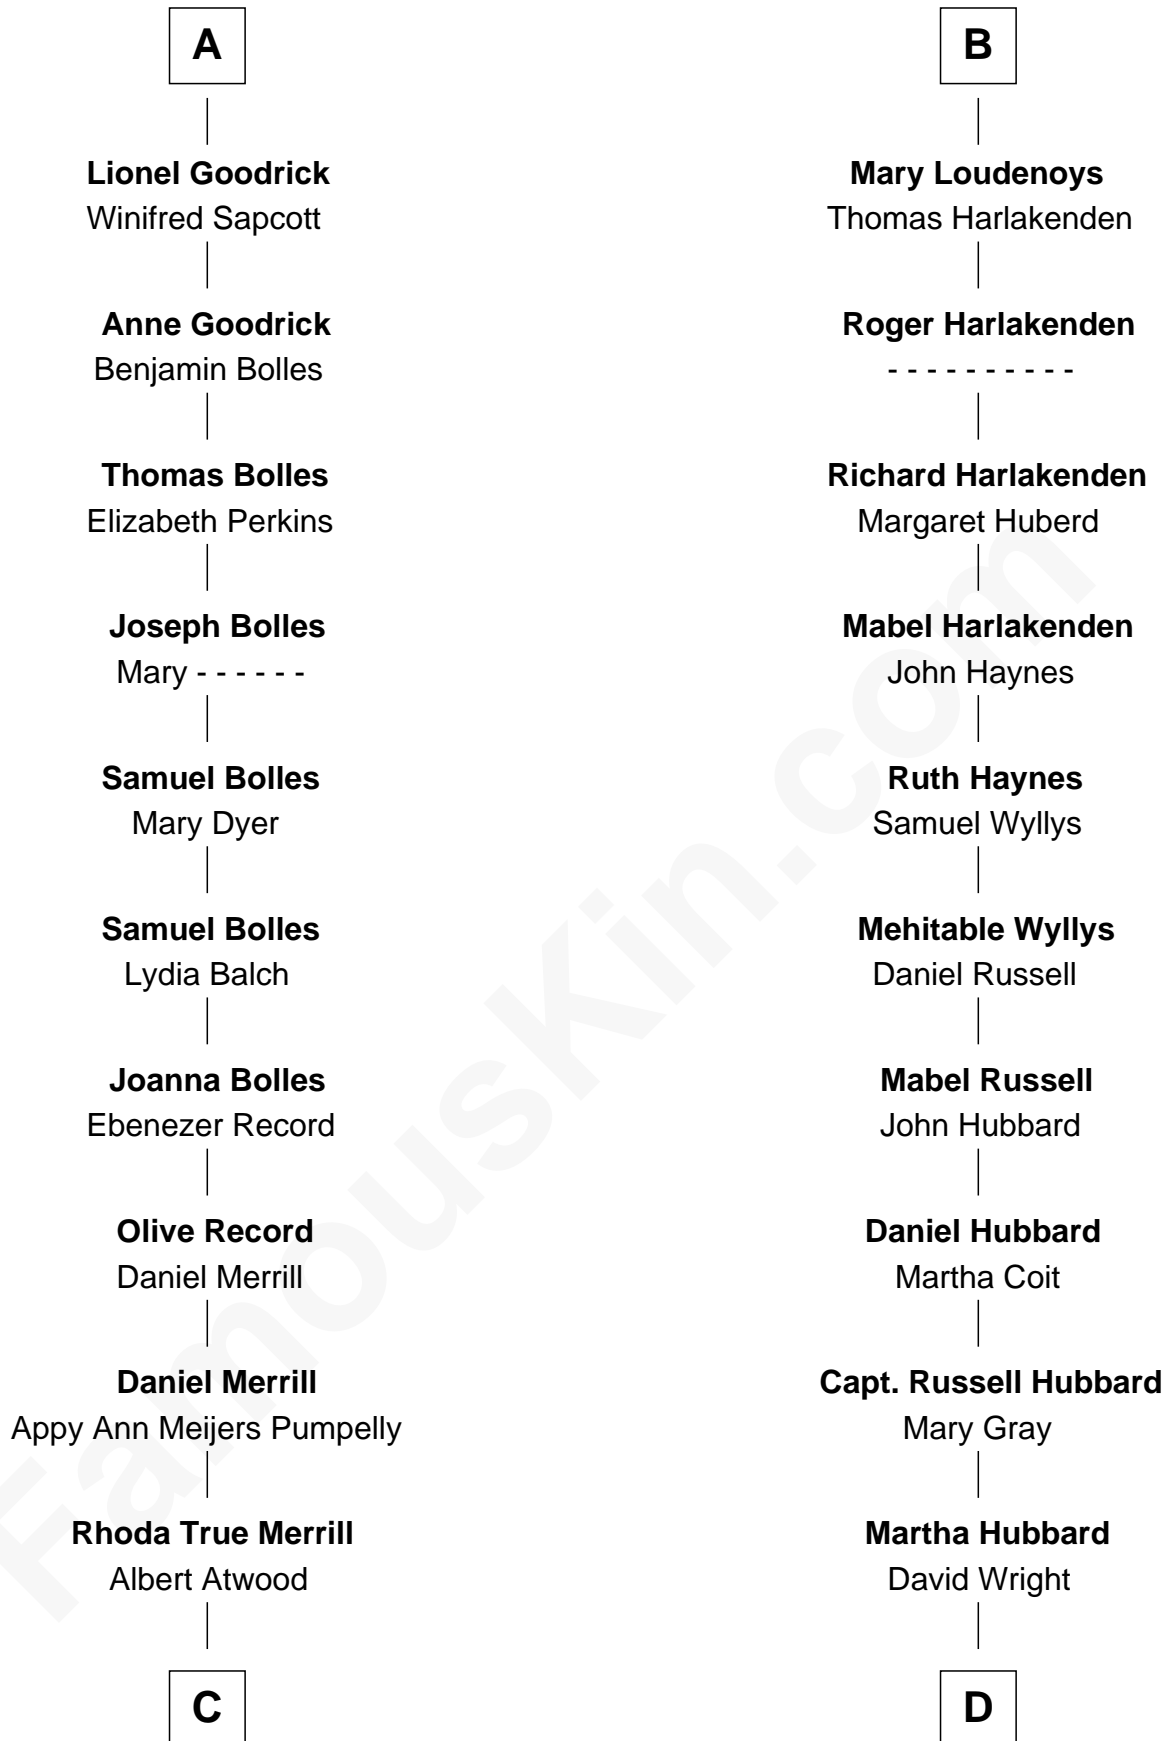 A
Lionel Goodrick
Winifred Sapcott
Anne Goodrick
Benjamin Bolles
Thomas Bolles
Elizabeth Perkins
Joseph Bolles
Mary - - - - - -
Samuel Bolles
Mary Dyer
Samuel Bolles
Lydia Balch
Joanna Bolles
Ebenezer Record
Olive Record
Daniel Merrill
Daniel Merrill
Appy Ann Meijers Pumpelly
Rhoda True Merrill
Albert Atwood
C
B
Mary Loudenoys
Thomas Harlakenden
Roger Harlakenden
- - - - - - - - - -
Richard Harlakenden
Margaret Huberd
Mabel Harlakenden
John Haynes
Ruth Haynes
Samuel Wyllys
Mehitable Wyllys
Daniel Russell
Mabel Russell
John Hubbard
Daniel Hubbard
Martha Coit
Capt. Russell Hubbard
Mary Gray
Martha Hubbard
David Wright
D
FamousKin.com